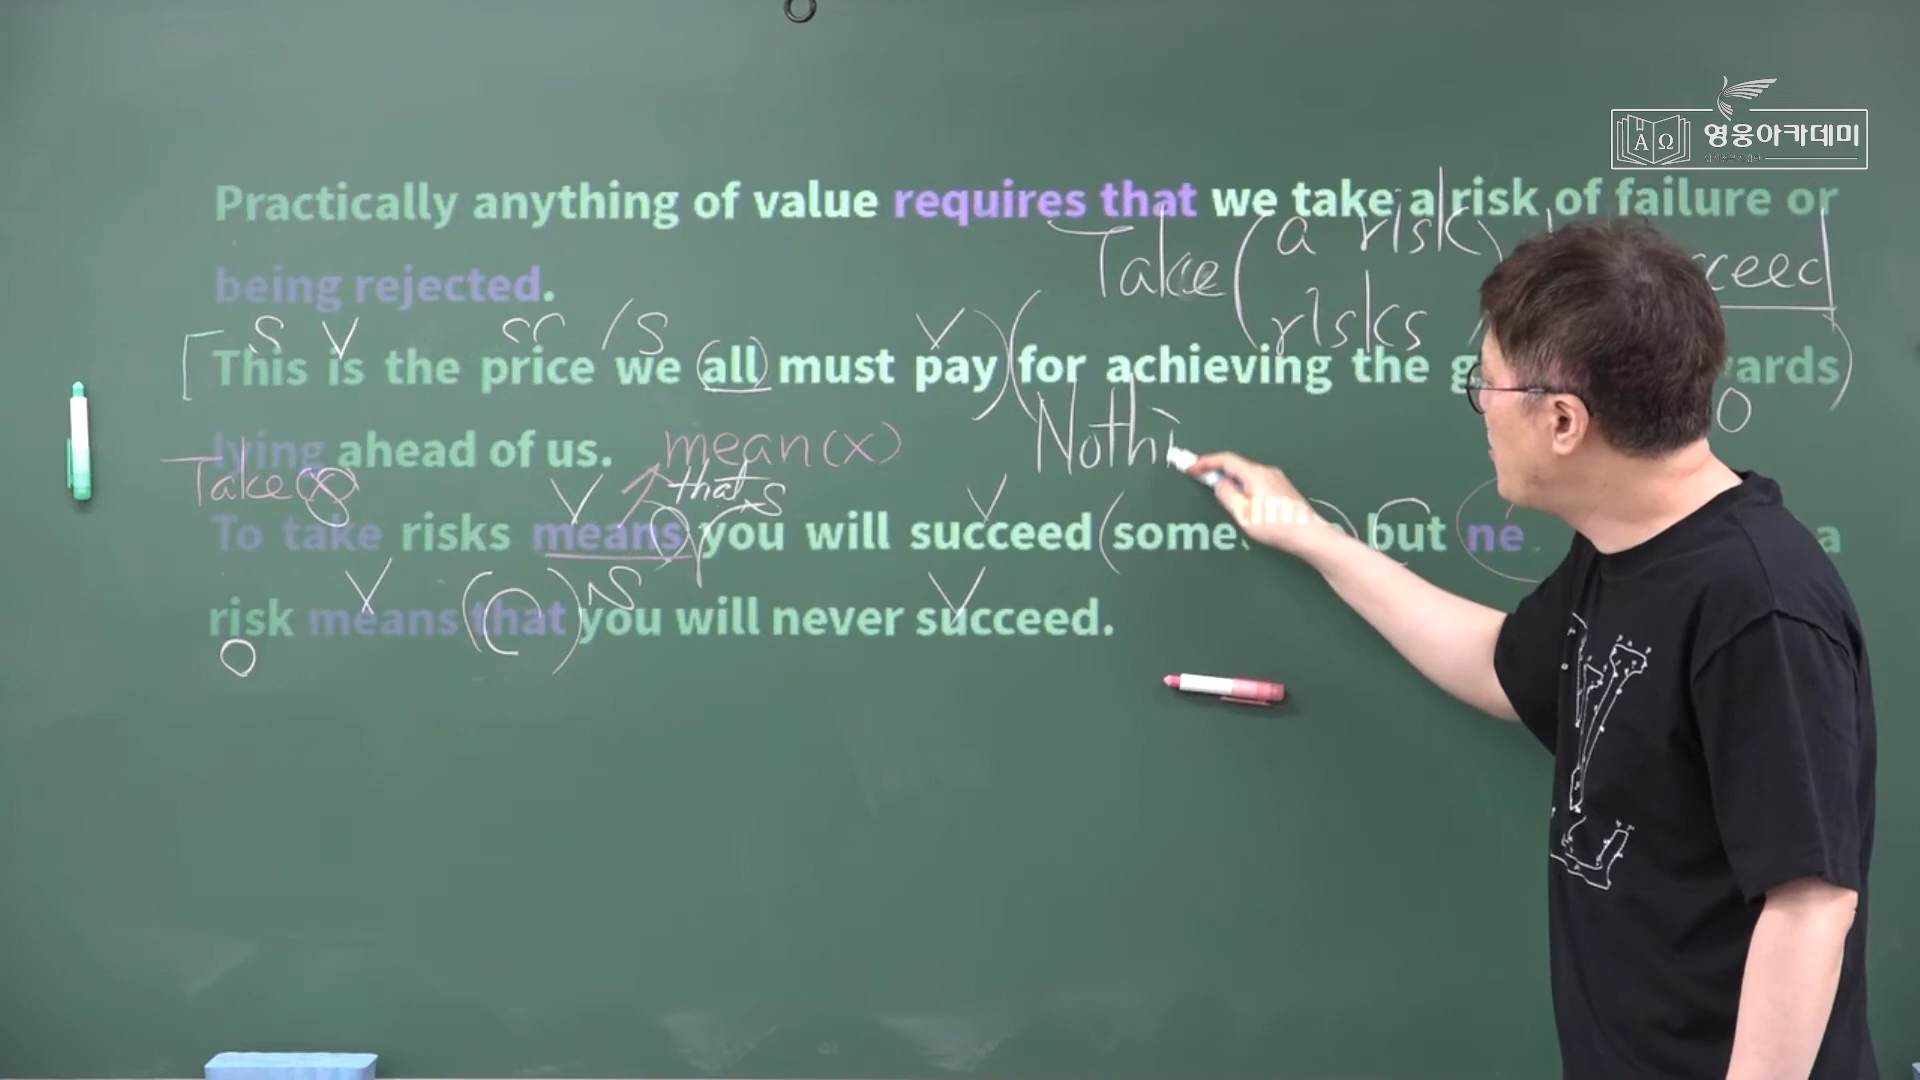 영웅아카데미
Practically anything of value requires that we take a risk of failure or
Take ( a risk
ceed
being rejected.
risks
S V SC / S V
This is the price we all must pay for achieving the g ards
O
Nothi
lying ahead of us. mean(x)
Take
that S
V V
To take risks means you will succeed some but ne a
V S V
risk means that you will never succeed.
O